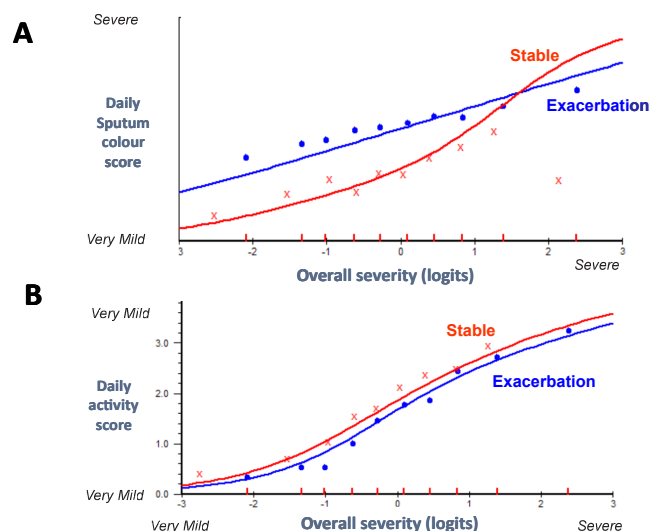 A
Severe
Stable
Daily
Sputum
colour
score
Exacerbation
Very Mild
-3 -2 -1 0 1 2 3
Overall severity (logits)
Severe
B
Very Mild
Stable
3.0
Daily
activity
score
Exacerbation
2.0
1.0
Very Mild
0.0
-3 -2 -1 0 1 2 3
Very Mild
Overall severity (logits)
Severe